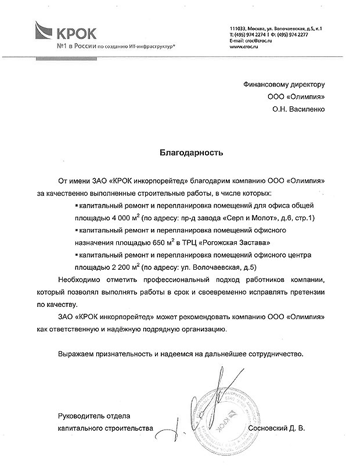 КРОК
№1 в России по созданию ИТ-инфраструктур*
111033, Москва, ул. Волочаевская, д.5, к.1
Т: (495) 974 2274 | Ф: (495) 974 2277
E-mail: croc@croc.ru
www.croc.ru
Финансовому директору
ООО «Олимпия»
О.Н. Василенко
Благодарность
От имени ЗАО «КРОК инкорпорейтед» благодарим компанию ООО «Олимпия»
за качественно выполненные строительные работы, в числе которых:
• капитальный ремонт и перепланировка помещений для офиса общей
площадью 4 000 м² (по адресу: пр-д завода «Серп и Молот», д.6, стр.1)
• капитальный ремонт и перепланировка помещений офисного
назначения площадью 650 м² в ТРЦ «Рогожская Застава»
• капитальный ремонт и перепланировка помещений офисного центра
площадью 2 200 м² (по адресу: ул. Волочаевская, д.5)
Необходимо отметить профессиональный подход работников компании,
который позволял выполнять работы в срок и своевременно исправлять претензии
по качеству.
ЗАО «КРОК инкорпорейтед» может рекомендовать компанию ООО «Олимпия»
как ответственную и надёжную подрядную организацию.
Выражаем признательность и надеемся на дальнейшее сотрудничество.
Руководитель отдела
капитального строительства
Сосновский Д. В.